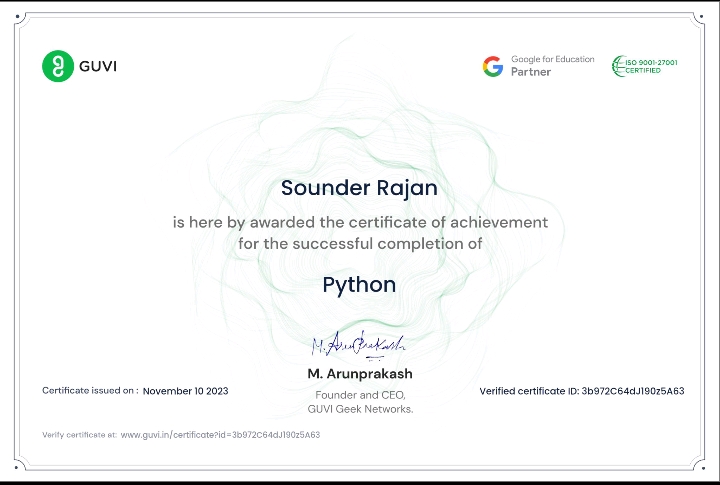 GUVI
Google for Education
Partner
ISO 9001-27001
CERTIFIED
Sounder Rajan
is here by awarded the certificate of achievement
for the successful completion of
Python
M. Arunprakash
M. Arunprakash
Founder and CEO,
GUVI Geek Networks.
Certificate issued on : November 10 2023
Verified certificate ID: 3b972C64dJ190z5A63
Verify certificate at: www.guvi.in/certificate?id=3b972C64dJ190z5A63